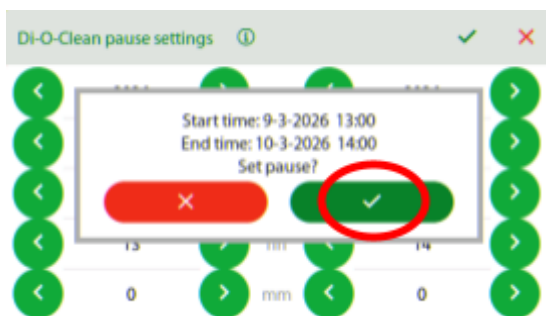 Di-O-Clean pause settings
Start time: 9-3-2026 13:00
End time: 10-3-2026 14:00
Set pause?
13 hh 14
0 mm 0